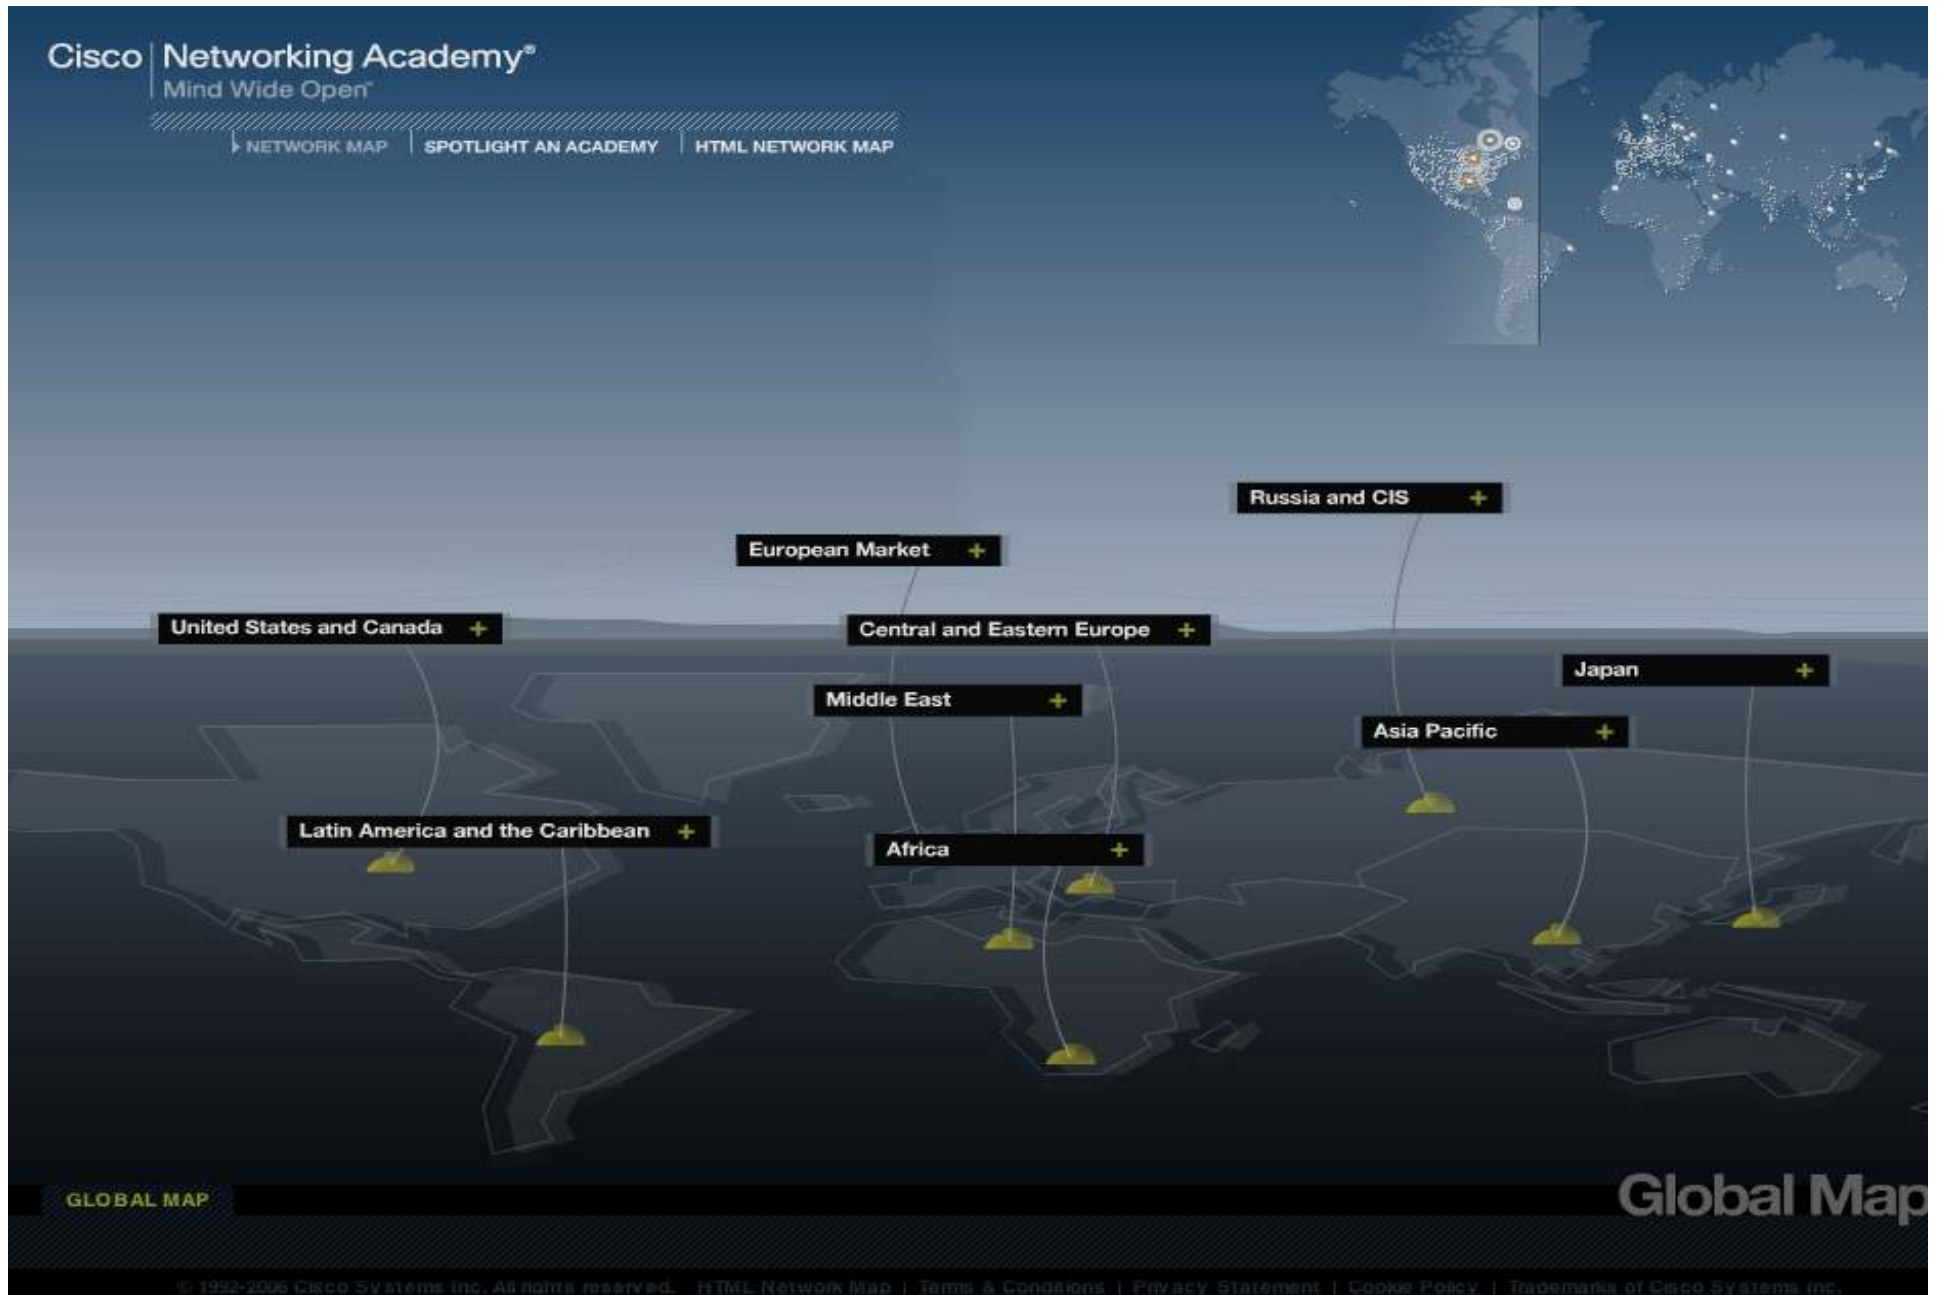 Cisco Networking Academy®
Mind Wide Open™
NETWORK MAP SPOTLIGHT AN ACADEMY HTML NETWORK MAP
Russia and CIS +
European Market +
United States and Canada +
Central and Eastern Europe +
Japan +
Middle East +
Asia Pacific +
Latin America and the Caribbean +
Africa +
GLOBAL MAP
Global Map
© 1992-2006 Cisco Systems Inc. All rights reserved. HTML Network Map | Terms & Conditions | Privacy Statement | Cookie Policy | Trademarks of Cisco Systems Inc.